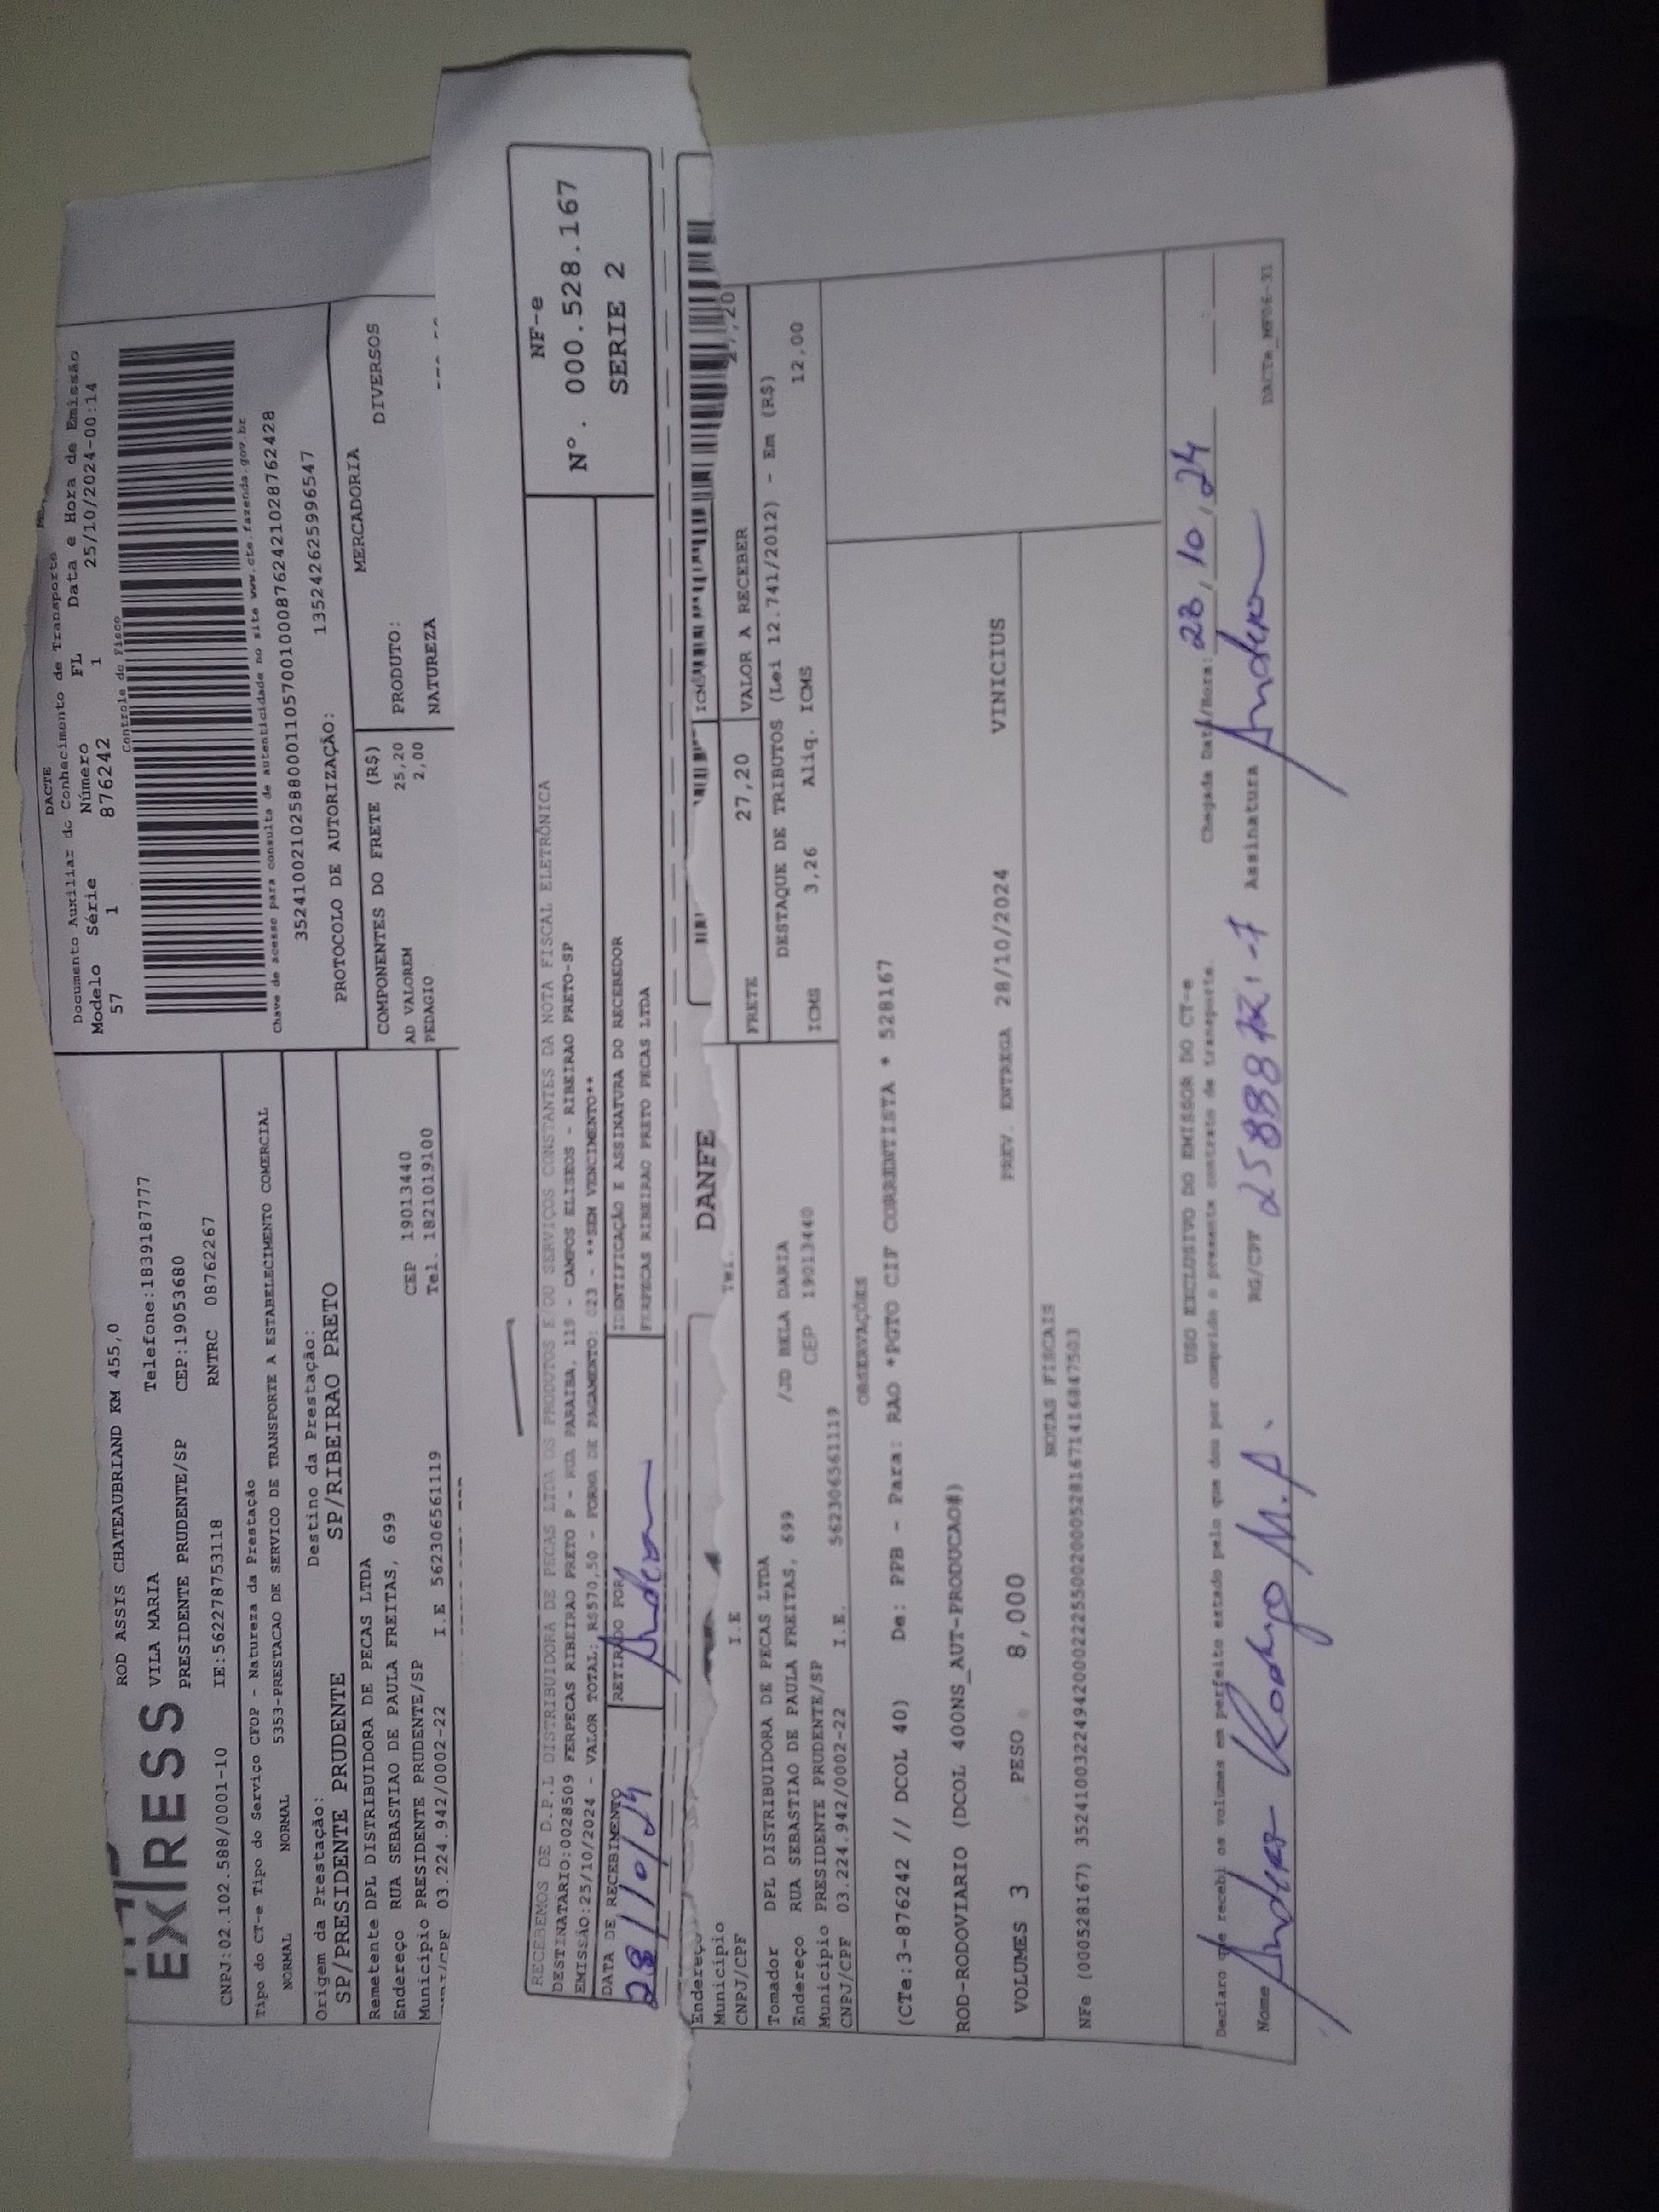 DACTE
Documento Auxiliar do Conhecimento de Transporte
Modelo Série Número FL Data e Hora de Emissão
57 1 876242 1 25/10/2024-00:14
Controle do Fisco
EX RESS
ROD ASSIS CHATEAUBRIAND KM 455,0
VILA MARIA Telefone:1839187777
PRESIDENTE PRUDENTE/SP CEP:19053680
CNPJ:02.102.588/0001-10 IE:562278753118 RNTRC 08762267
Chave de acesso para consulta de autenticidade no site www.cte.fazenda.gov.br
35241002102588000110570010008762421028762428
PROTOCOLO DE AUTORIZAÇÃO: 135242625996547
Tipo do CT-e Tipo do Serviço CFOP - Natureza da Prestação
NORMAL NORMAL 5353-PRESTACAO DE SERVICO DE TRANSPORTE A ESTABELECIMENTO COMERCIAL
Origem da Prestação: Destino da Prestação:
SP/PRESIDENTE PRUDENTE SP/RIBEIRAO PRETO
Remetente DPL DISTRIBUIDORA DE PECAS LTDA
Endereço RUA SEBASTIAO DE PAULA FREITAS, 699 CEP 19013440
Município PRESIDENTE PRUDENTE/SP Tel. 1821019100
03.224.942/0002-22 I.E 562306561119
COMPONENTES DO FRETE (R$) MERCADORIA
AD VALOREM 25,20 PRODUTO: DIVERSOS
PEDAGIO 2,00 NATUREZA
RECEBEMOS DE D.P.L DISTRIBUIDORA DE PECAS LTDA OS PRODUTOS E/OU SERVIÇOS CONSTANTES DA NOTA FISCAL ELETRÔNICA
DESTINATARIO:0028509 FERPECAS RIBEIRAO PRETO P - RUA PARAIBA, 119 - CAMPOS ELISEOS - RIBEIRAO PRETO-SP
EMISSÃO:25/10/2024 - VALOR TOTAL: R$570,50 - FORMA DE PAGAMENTO: 023 - **SEM VENCIMENTO**
DATA DE RECEBIMENTO RETIRADO POR IDENTIFICAÇÃO E ASSINATURA DO RECEBEDOR
28/10/24 Anderson FERPECAS RIBEIRAO PRETO PECAS LTDA
NF-e
Nº. 000.528.167
SERIE 2
DANFE
Endereço
Município Tel.
CNPJ/CPF I.E
ICMS
27,20
FRETE 27,20 VALOR A RECEBER
DESTAQUE DE TRIBUTOS (Lei 12.741/2012) - Em (R$)
ICMS 3,26 Aliq. ICMS 12,00
Tomador DPL DISTRIBUIDORA DE PECAS LTDA
Endereço RUA SEBASTIAO DE PAULA FREITAS, 699 /JD BELA DARIA
Município PRESIDENTE PRUDENTE/SP CEP 19013440
CNPJ/CPF 03.224.942/0002-22 I.E. 562306561119
OBSERVAÇÕES
(CTe:3-876242 // DCOL 40) De: PPB - Para: RAO *PGTO CIF CORRENTISTA * 528167
ROD-RODOVIARIO (DCOL 400NS_AUT-PRODUCAO#)
VOLUMES 3 PESO 8,000 PREV. ENTREGA 28/10/2024 VINICIUS
NOTAS FISCAIS
NFe (000528167) 35241003224942000222550020005281671416847503
USO EXCLUSIVO DO EMISSOR DO CT-e
Declaro que recebi os volumes em perfeito estado pelo que dou por cumprido o presente contrato de transporte. Chegada Data/Hora: 28/10/24
Nome Anderson Rodrigo M.A. RG/CPF Assinatura Anderson
DACTe_MF06-31